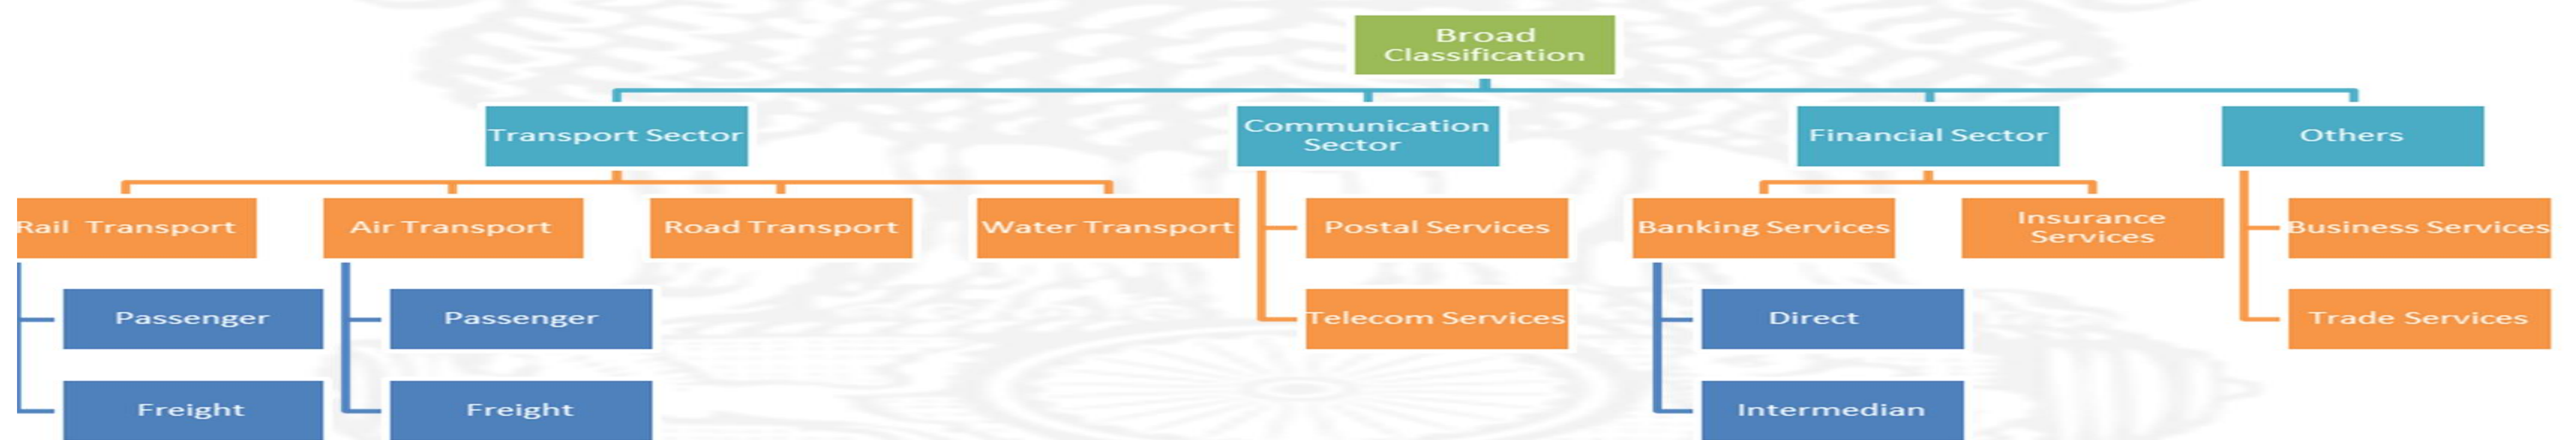 Broad
Classification
Transport Sector
Communication
Sector
Financial Sector
Others
Rail Transport
Air Transport
Road Transport
Water Transport
Postal Services
Banking Services
Insurance
Services
Business Services
Passenger
Passenger
Telecom Services
Direct
Trade Services
Freight
Freight
Intermedian